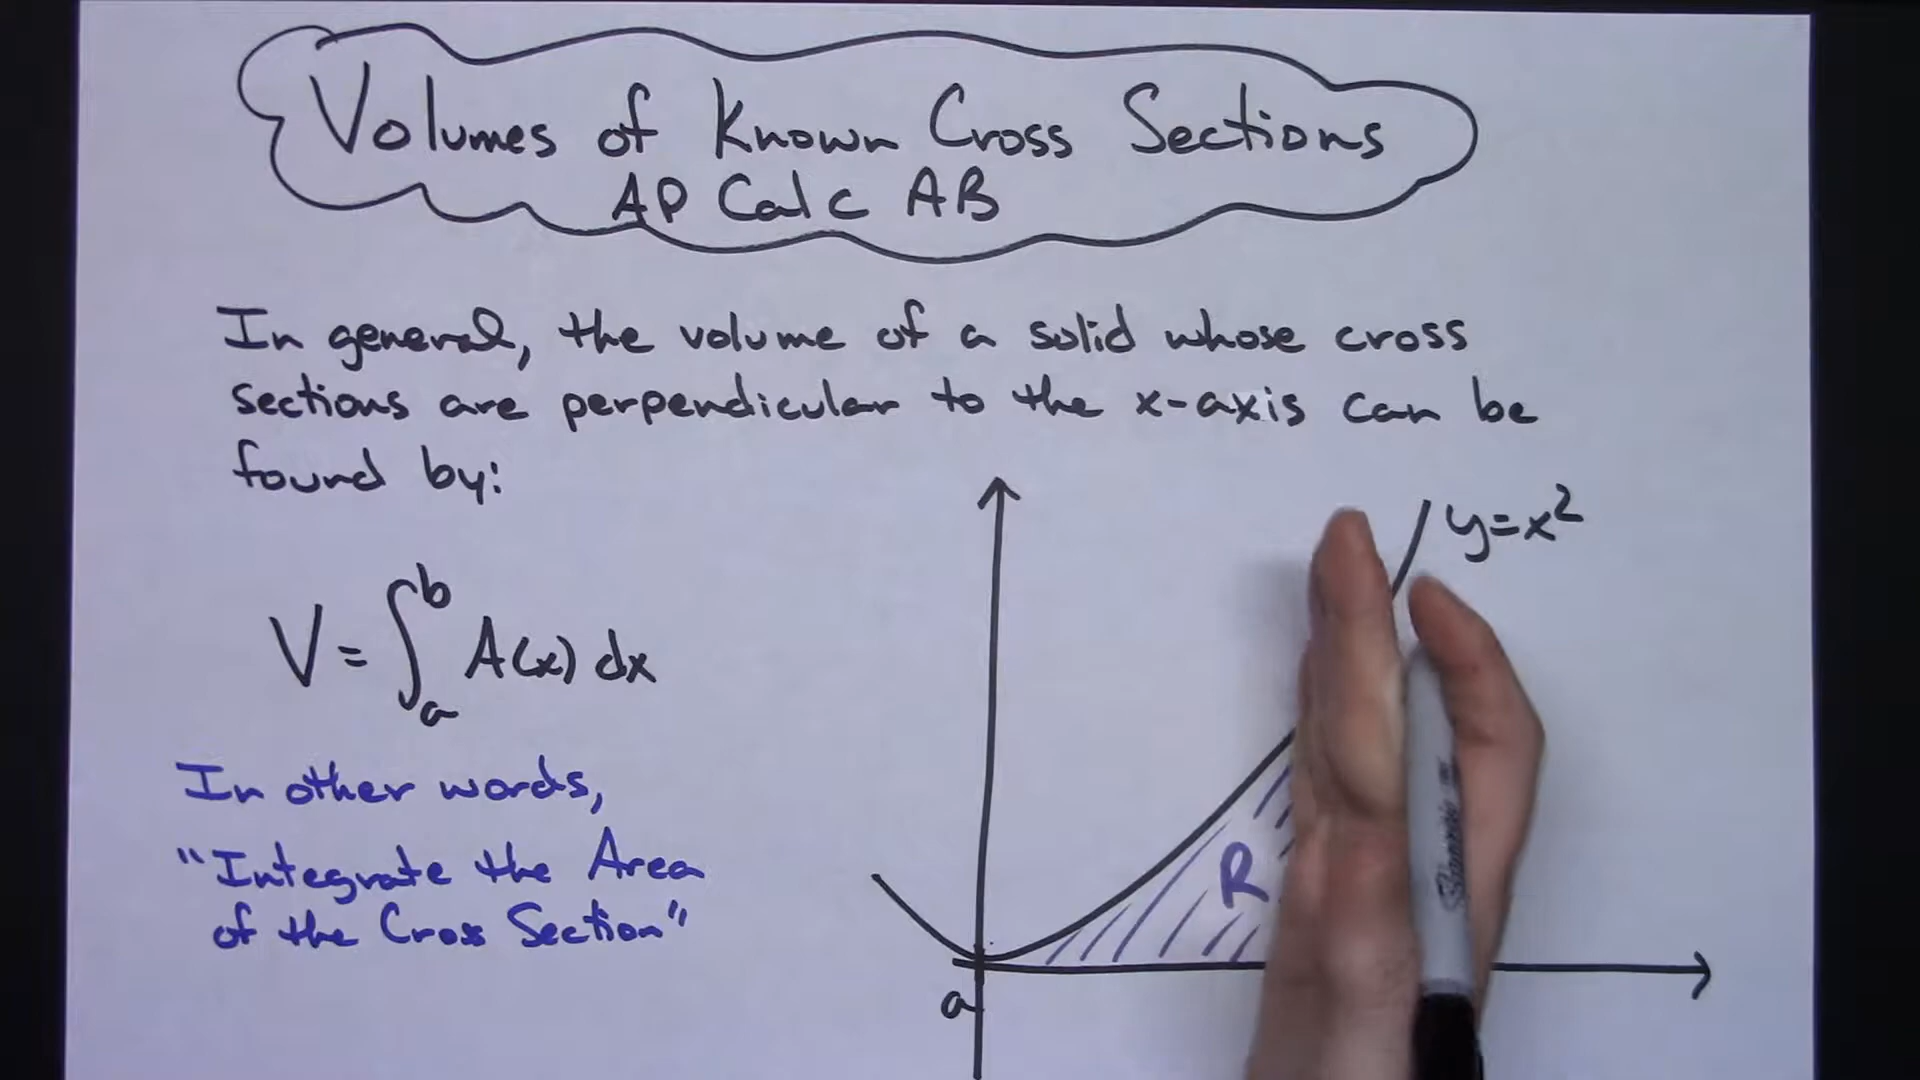 Volumes of Known Cross Sections
AP Calc AB
In general, the volume of a solid whose cross
sections are perpendicular to the x-axis can be
found by:
y=x²
V = ∫_a^b A(x) dx
In other words,
"Integrate the Area
of the Cross Section"
R
a
Sharpie